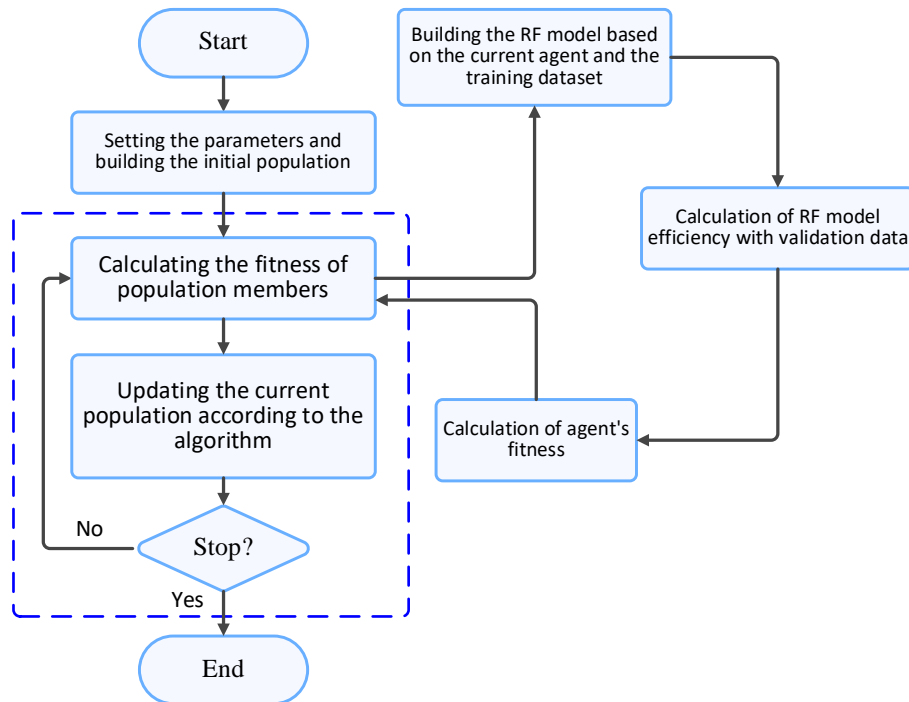 Start
Setting the parameters and
building the initial population
Calculating the fitness of
population members
Updating the current
population according to the
algorithm
No
Stop?
Yes
End
Building the RF model based
on the current agent and the
training dataset
Calculation of RF model
efficiency with validation data
Calculation of agent's
fitness